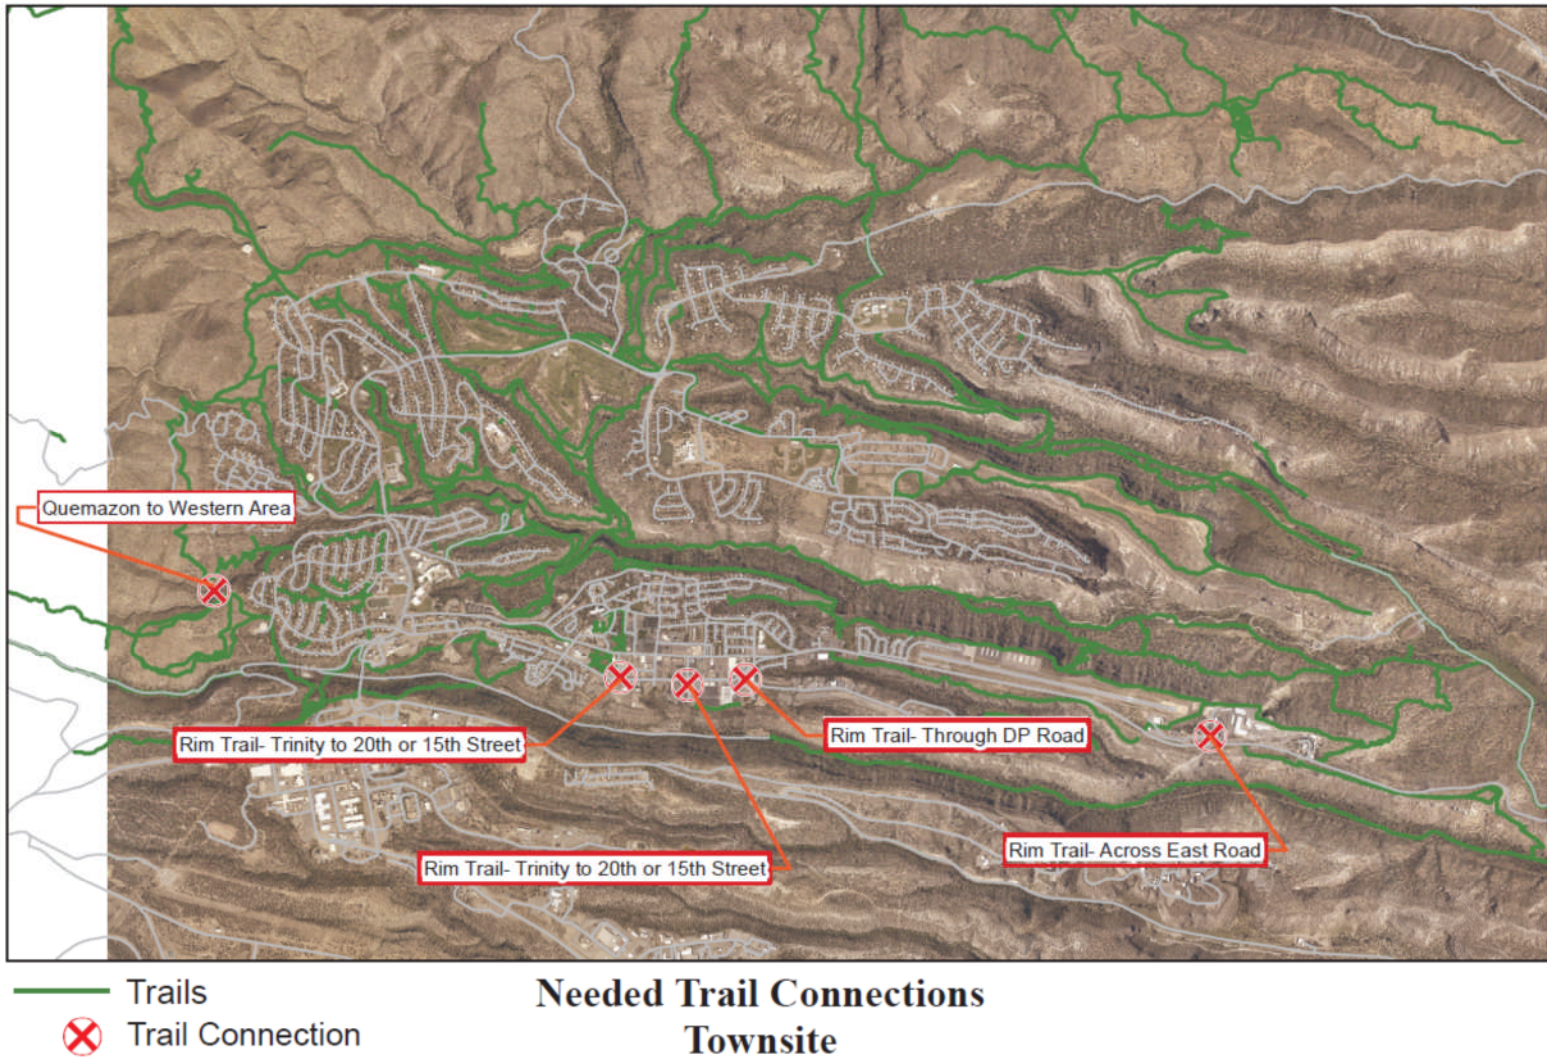 Quemazon to Western Area
Rim Trail- Trinity to 20th or 15th Street
Rim Trail- Through DP Road
Rim Trail- Trinity to 20th or 15th Street
Rim Trail- Across East Road
Trails
Trail Connection
Needed Trail Connections
Townsite